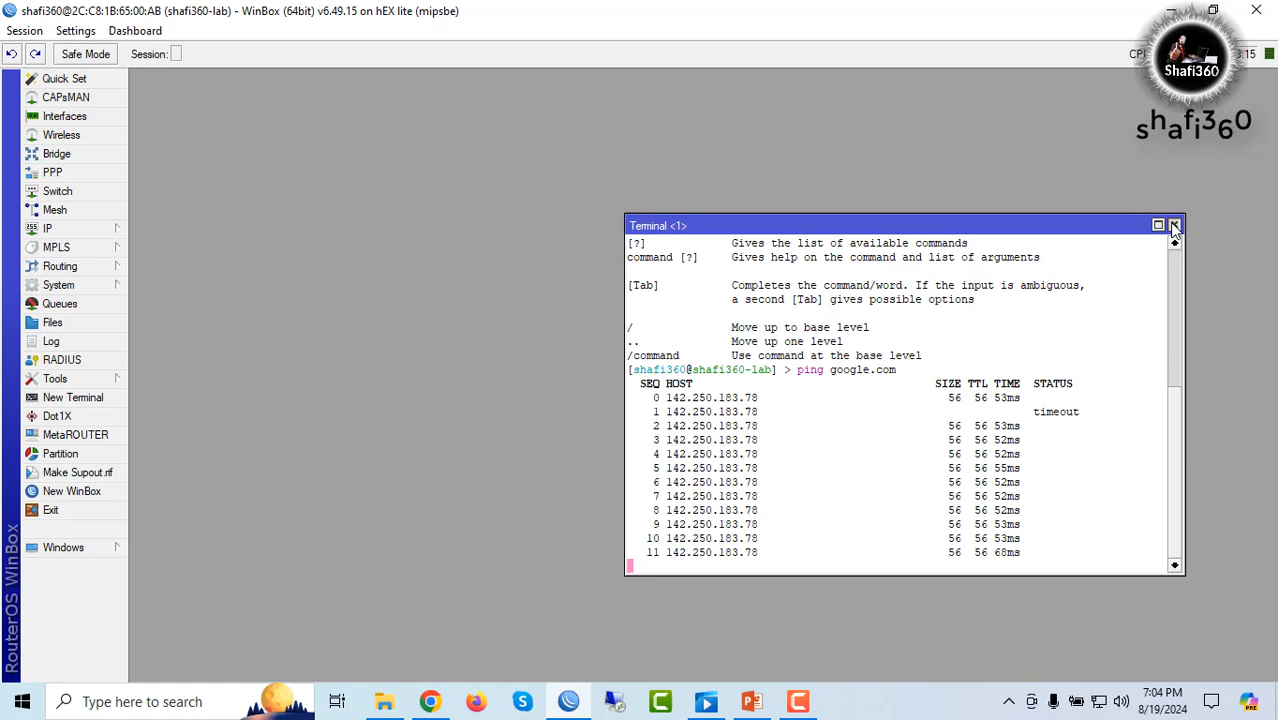 shafi360@2C:C8:1B:65:00:AB (shafi360-lab) - WinBox (64bit) v6.49.15 on hEX lite (mipsbe)
Session Settings Dashboard
Safe Mode Session:
:15
Shafi360
shafi360
Quick Set
CAPsMAN
Interfaces
Wireless
Bridge
PPP
Switch
Mesh
IP
MPLS
Routing
System
Queues
Files
Log
RADIUS
Tools
New Terminal
Dot1X
MetaROUTER
Partition
Make Supout.rif
New WinBox
Exit
Windows
RouterOS WinBox
Terminal <1>
[?] Gives the list of available commands
command [?] Gives help on the command and list of arguments
[Tab] Completes the command/word. If the input is ambiguous,
a second [Tab] gives possible options
/ Move up to base level
.. Move up one level
/command Use command at the base level
[shafi360@shafi360-lab] > ping google.com
SEQ HOST SIZE TTL TIME STATUS
0 142.250.183.78 56 56 53ms
1 142.250.183.78 timeout
2 142.250.183.78 56 56 53ms
3 142.250.183.78 56 56 52ms
4 142.250.183.78 56 56 52ms
5 142.250.183.78 56 56 55ms
6 142.250.183.78 56 56 52ms
7 142.250.183.78 56 56 52ms
8 142.250.183.78 56 56 52ms
9 142.250.183.78 56 56 53ms
10 142.250.183.78 56 56 53ms
11 142.250.183.78 56 56 68ms
Type here to search
7:04 PM
8/19/2024